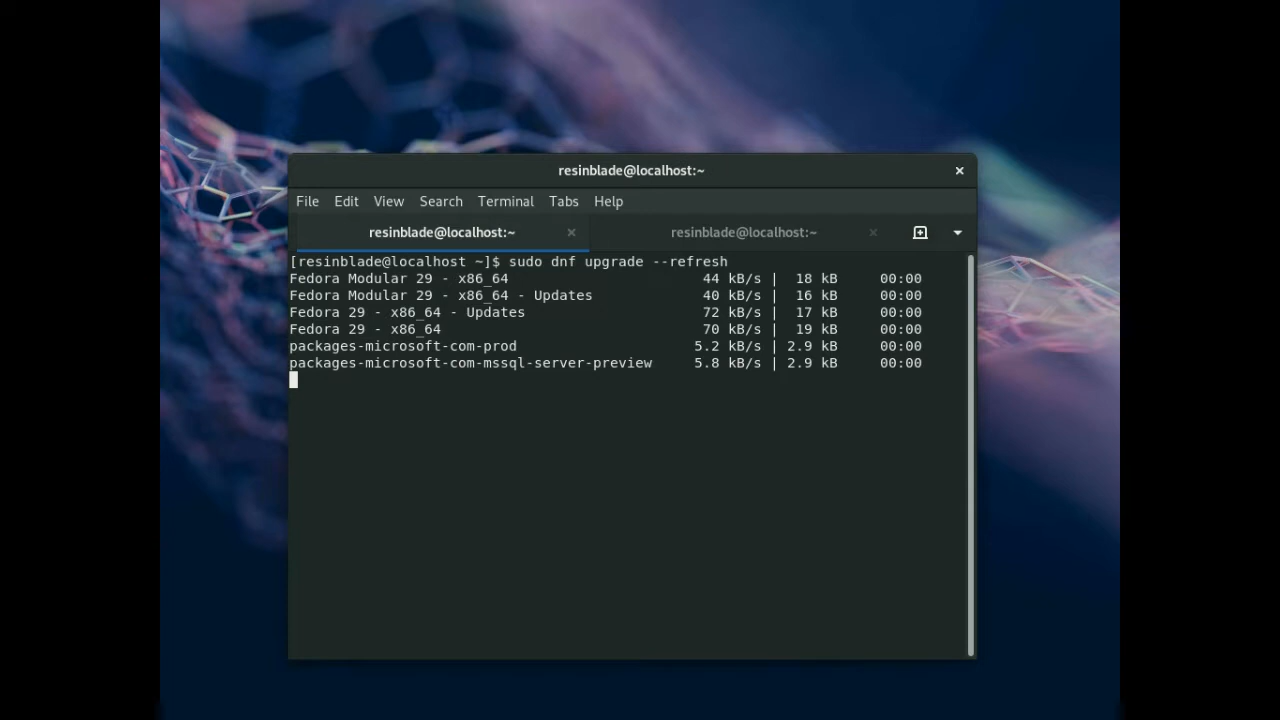 resinblade@localhost:~
File Edit View Search Terminal Tabs Help
resinblade@localhost:~ resinblade@localhost:~
[resinblade@localhost ~]$ sudo dnf upgrade --refresh
Fedora Modular 29 - x86_64 44 kB/s | 18 kB 00:00
Fedora Modular 29 - x86_64 - Updates 40 kB/s | 16 kB 00:00
Fedora 29 - x86_64 - Updates 72 kB/s | 17 kB 00:00
Fedora 29 - x86_64 70 kB/s | 19 kB 00:00
packages-microsoft-com-prod 5.2 kB/s | 2.9 kB 00:00
packages-microsoft-com-mssql-server-preview 5.8 kB/s | 2.9 kB 00:00